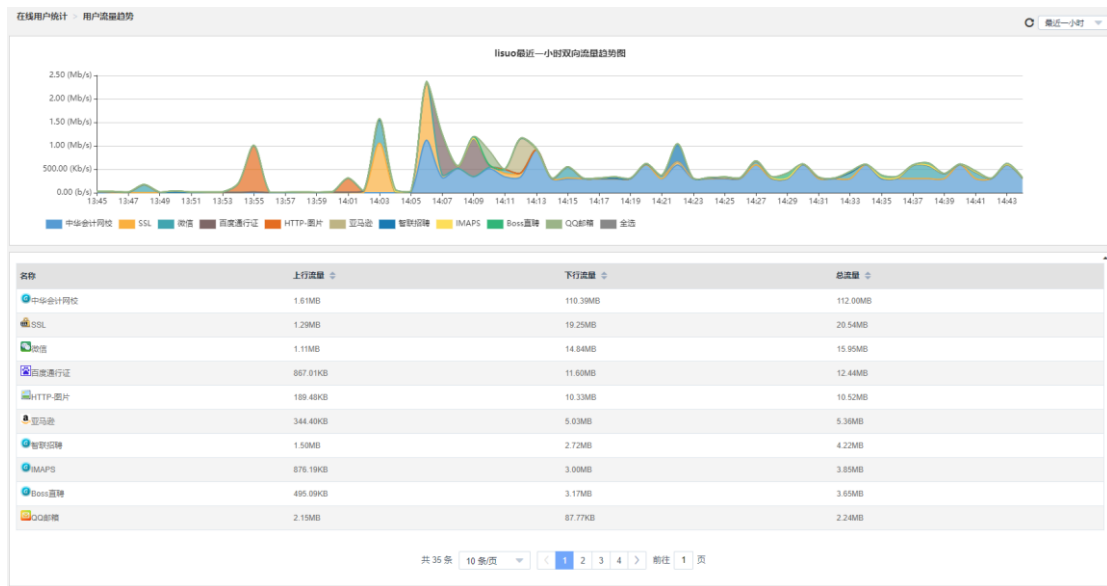 在线用户统计 > 用户流量趋势
最近一小时
lisuo最近一小时双向流量趋势图
2.50 (Mb/s)
2.00 (Mb/s)
1.50 (Mb/s)
1.00 (Mb/s)
500.00 (Kb/s)
0.00 (b/s)
13:45 13:47 13:49 13:51 13:53 13:55 13:57 13:59 14:01 14:03 14:05 14:07 14:09 14:11 14:13 14:15 14:17 14:19 14:21 14:23 14:25 14:27 14:29 14:31 14:33 14:35 14:37 14:39 14:41 14:43
中华会计网校 SSL 微信 百度通行证 HTTP-图片 亚马逊 智联招聘 IMAPS Boss直聘 QQ邮箱 全选
名称 上行流量 下行流量 总流量
中华会计网校 1.61MB 110.39MB 112.00MB
SSL 1.29MB 19.25MB 20.54MB
微信 1.11MB 14.84MB 15.95MB
百度通行证 867.01KB 11.60MB 12.44MB
HTTP-图片 189.48KB 10.33MB 10.52MB
亚马逊 344.40KB 5.03MB 5.36MB
智联招聘 1.50MB 2.72MB 4.22MB
IMAPS 876.19KB 3.00MB 3.85MB
Boss直聘 495.09KB 3.17MB 3.65MB
QQ邮箱 2.15MB 87.77KB 2.24MB
共 35 条 10 条/页 < 1 2 3 4 > 前往 1 页